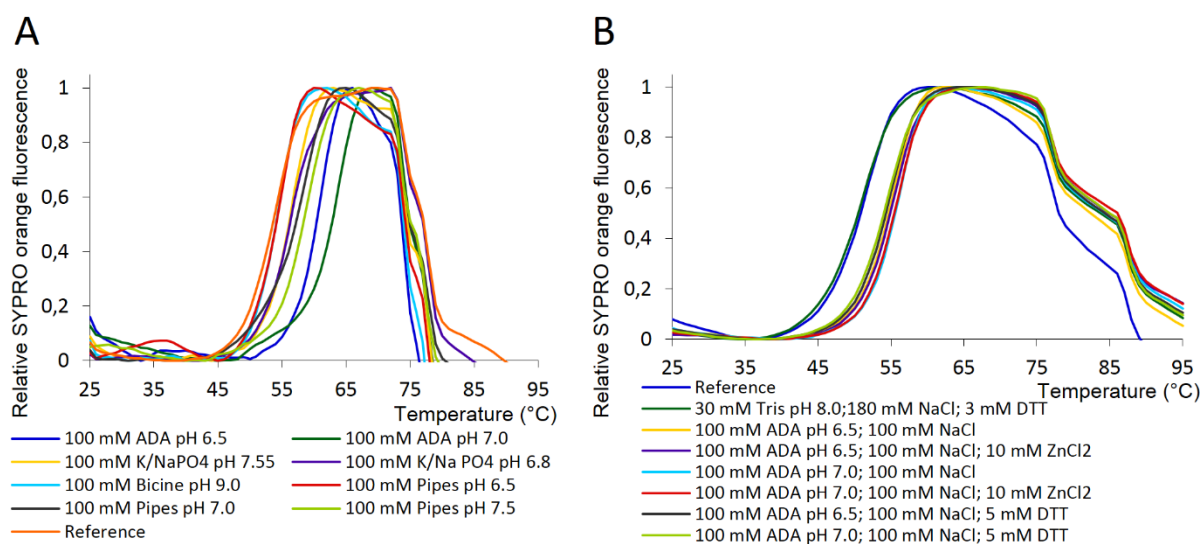 A
Relative SYPRO orange fluorescence
1
0,8
0,6
0,4
0,2
0
25 35 45 55 65 75 85 95
Temperature (°C)
100 mM ADA pH 6.5 100 mM ADA pH 7.0
100 mM K/NaPO4 pH 7.55 100 mM K/Na PO4 pH 6.8
100 mM Bicine pH 9.0 100 mM Pipes pH 6.5
100 mM Pipes pH 7.0 100 mM Pipes pH 7.5
Reference
B
Relative SYPRO orange fluorescence
1
0,8
0,6
0,4
0,2
0
25 35 45 55 65 75 85 95
Temperature (°C)
Reference
30 mM Tris pH 8.0;180 mM NaCl; 3 mM DTT
100 mM ADA pH 6.5; 100 mM NaCl
100 mM ADA pH 6.5; 100 mM NaCl; 10 mM ZnCl2
100 mM ADA pH 7.0; 100 mM NaCl
100 mM ADA pH 7.0; 100 mM NaCl; 10 mM ZnCl2
100 mM ADA pH 6.5; 100 mM NaCl; 5 mM DTT
100 mM ADA pH 7.0; 100 mM NaCl; 5 mM DTT